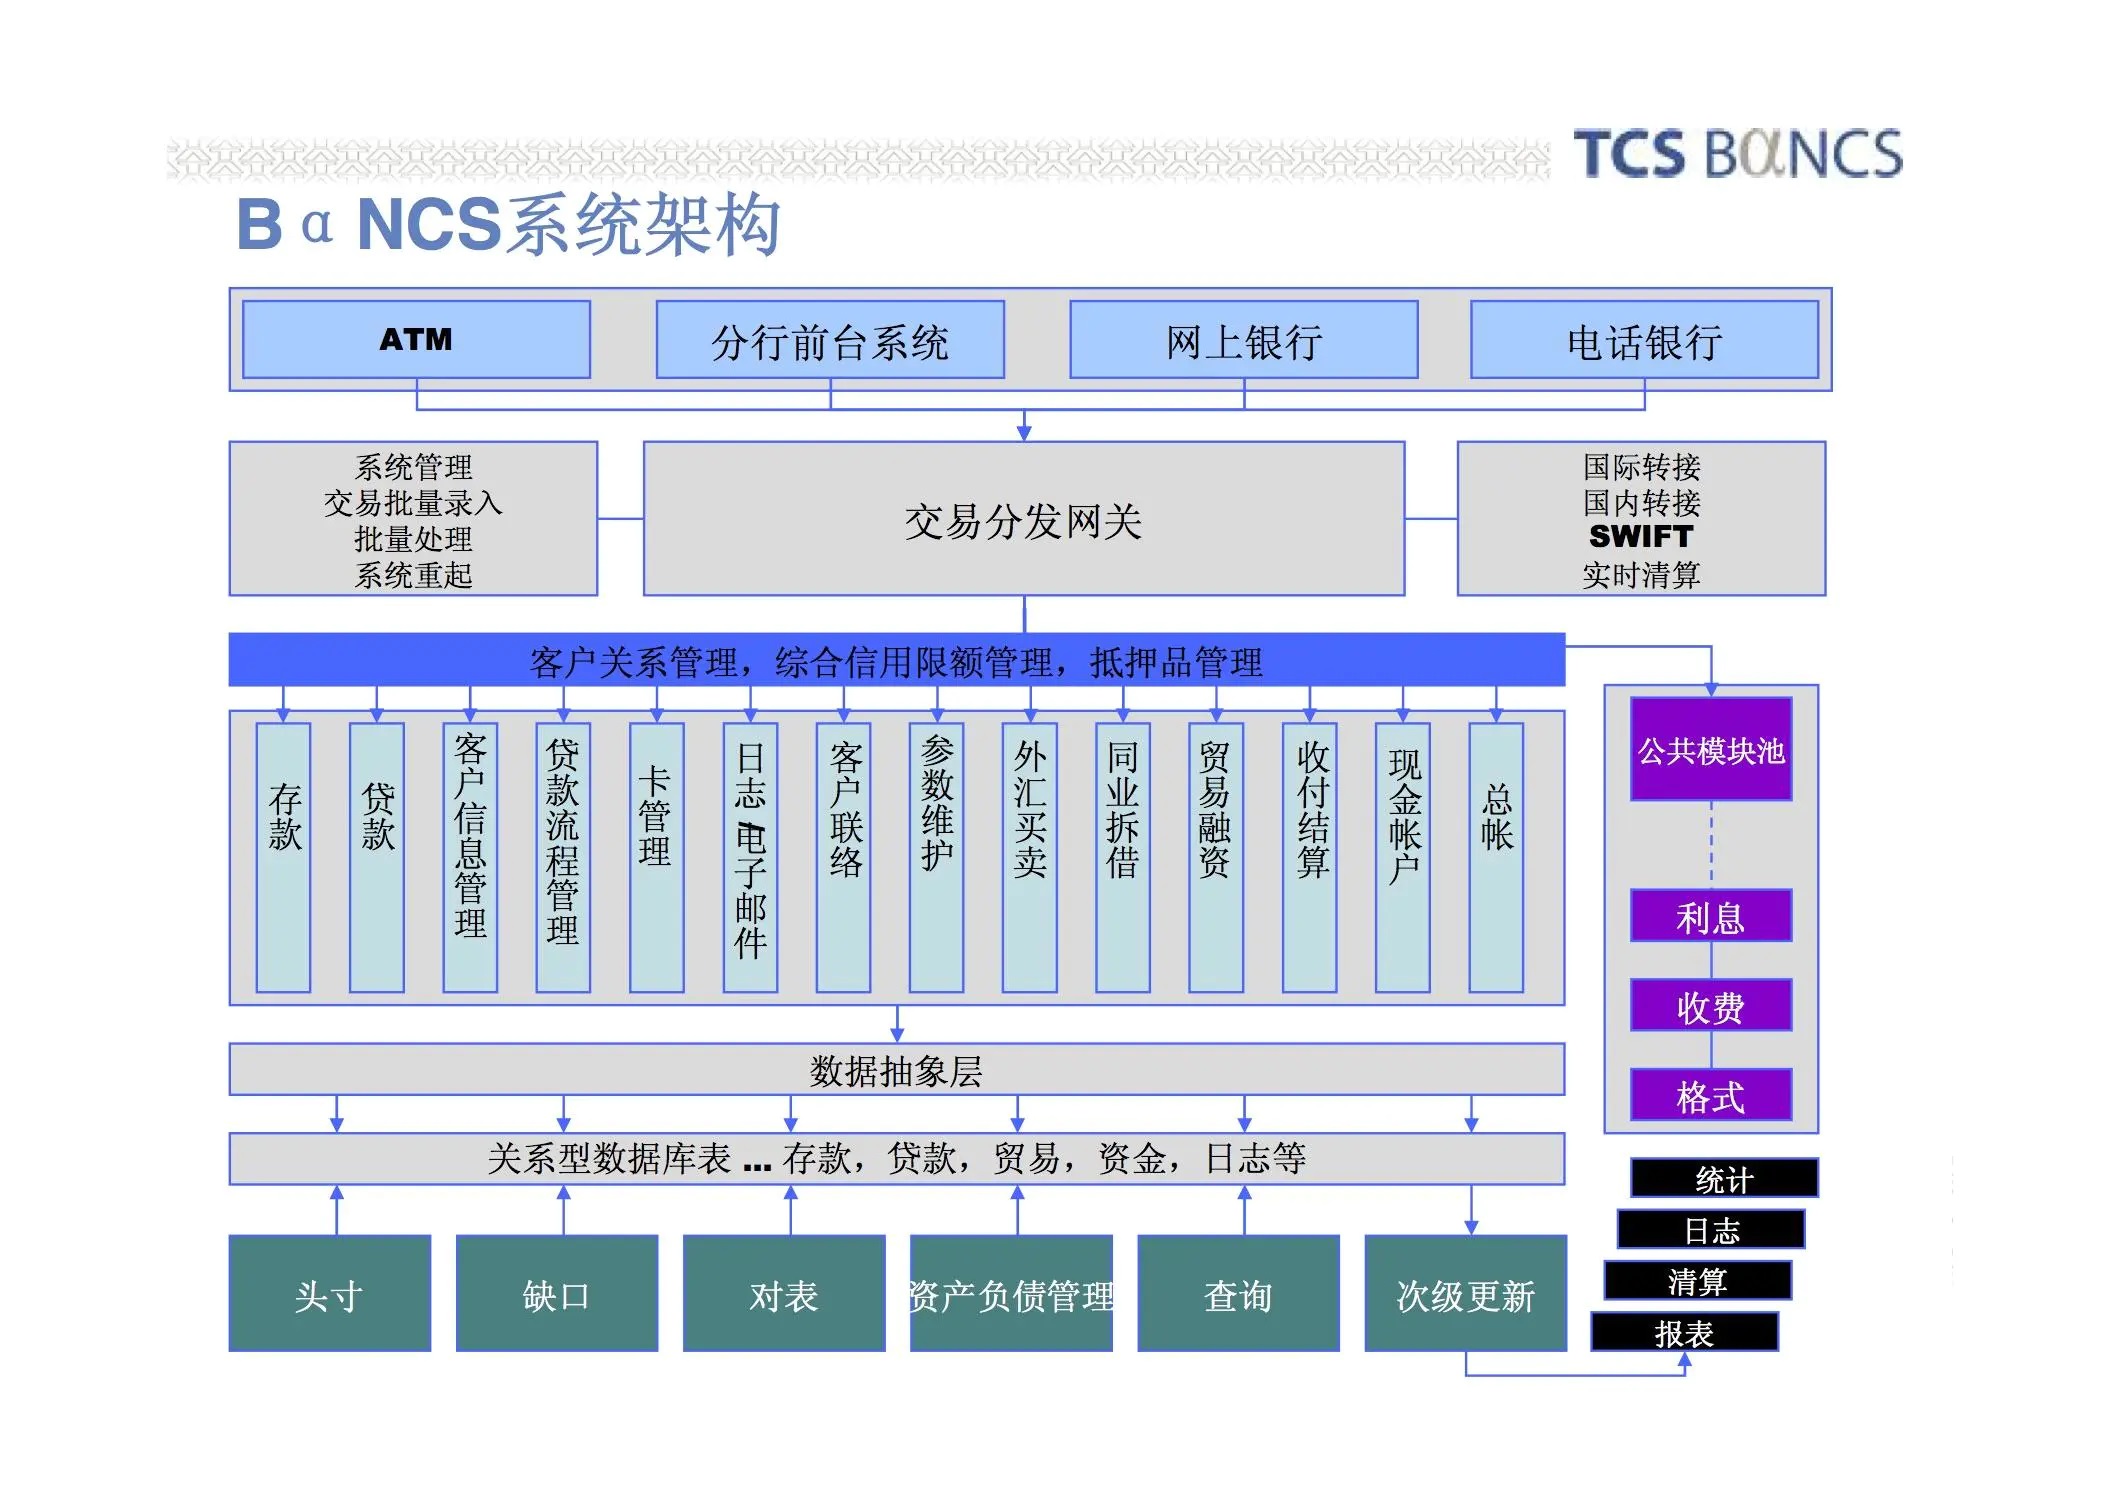 TCS BαNCS
BαNCS系统架构
ATM
分行前台系统
网上银行
电话银行
系统管理
交易批量录入
批量处理
系统重起
交易分发网关
国际转接
国内转接
SWIFT
实时清算
客户关系管理，综合信用限额管理，抵押品管理
存款
贷款
客户信息管理
贷款流程管理
卡管理
日志/电子邮件
客户联络
参数维护
外汇买卖
同业拆借
贸易融资
收付结算
现金帐户
总帐
公共模块池
利息
收费
格式
数据抽象层
关系型数据库表 ... 存款，贷款，贸易，资金，日志等
头寸
缺口
对表
资产负债管理
查询
次级更新
统计
日志
清算
报表